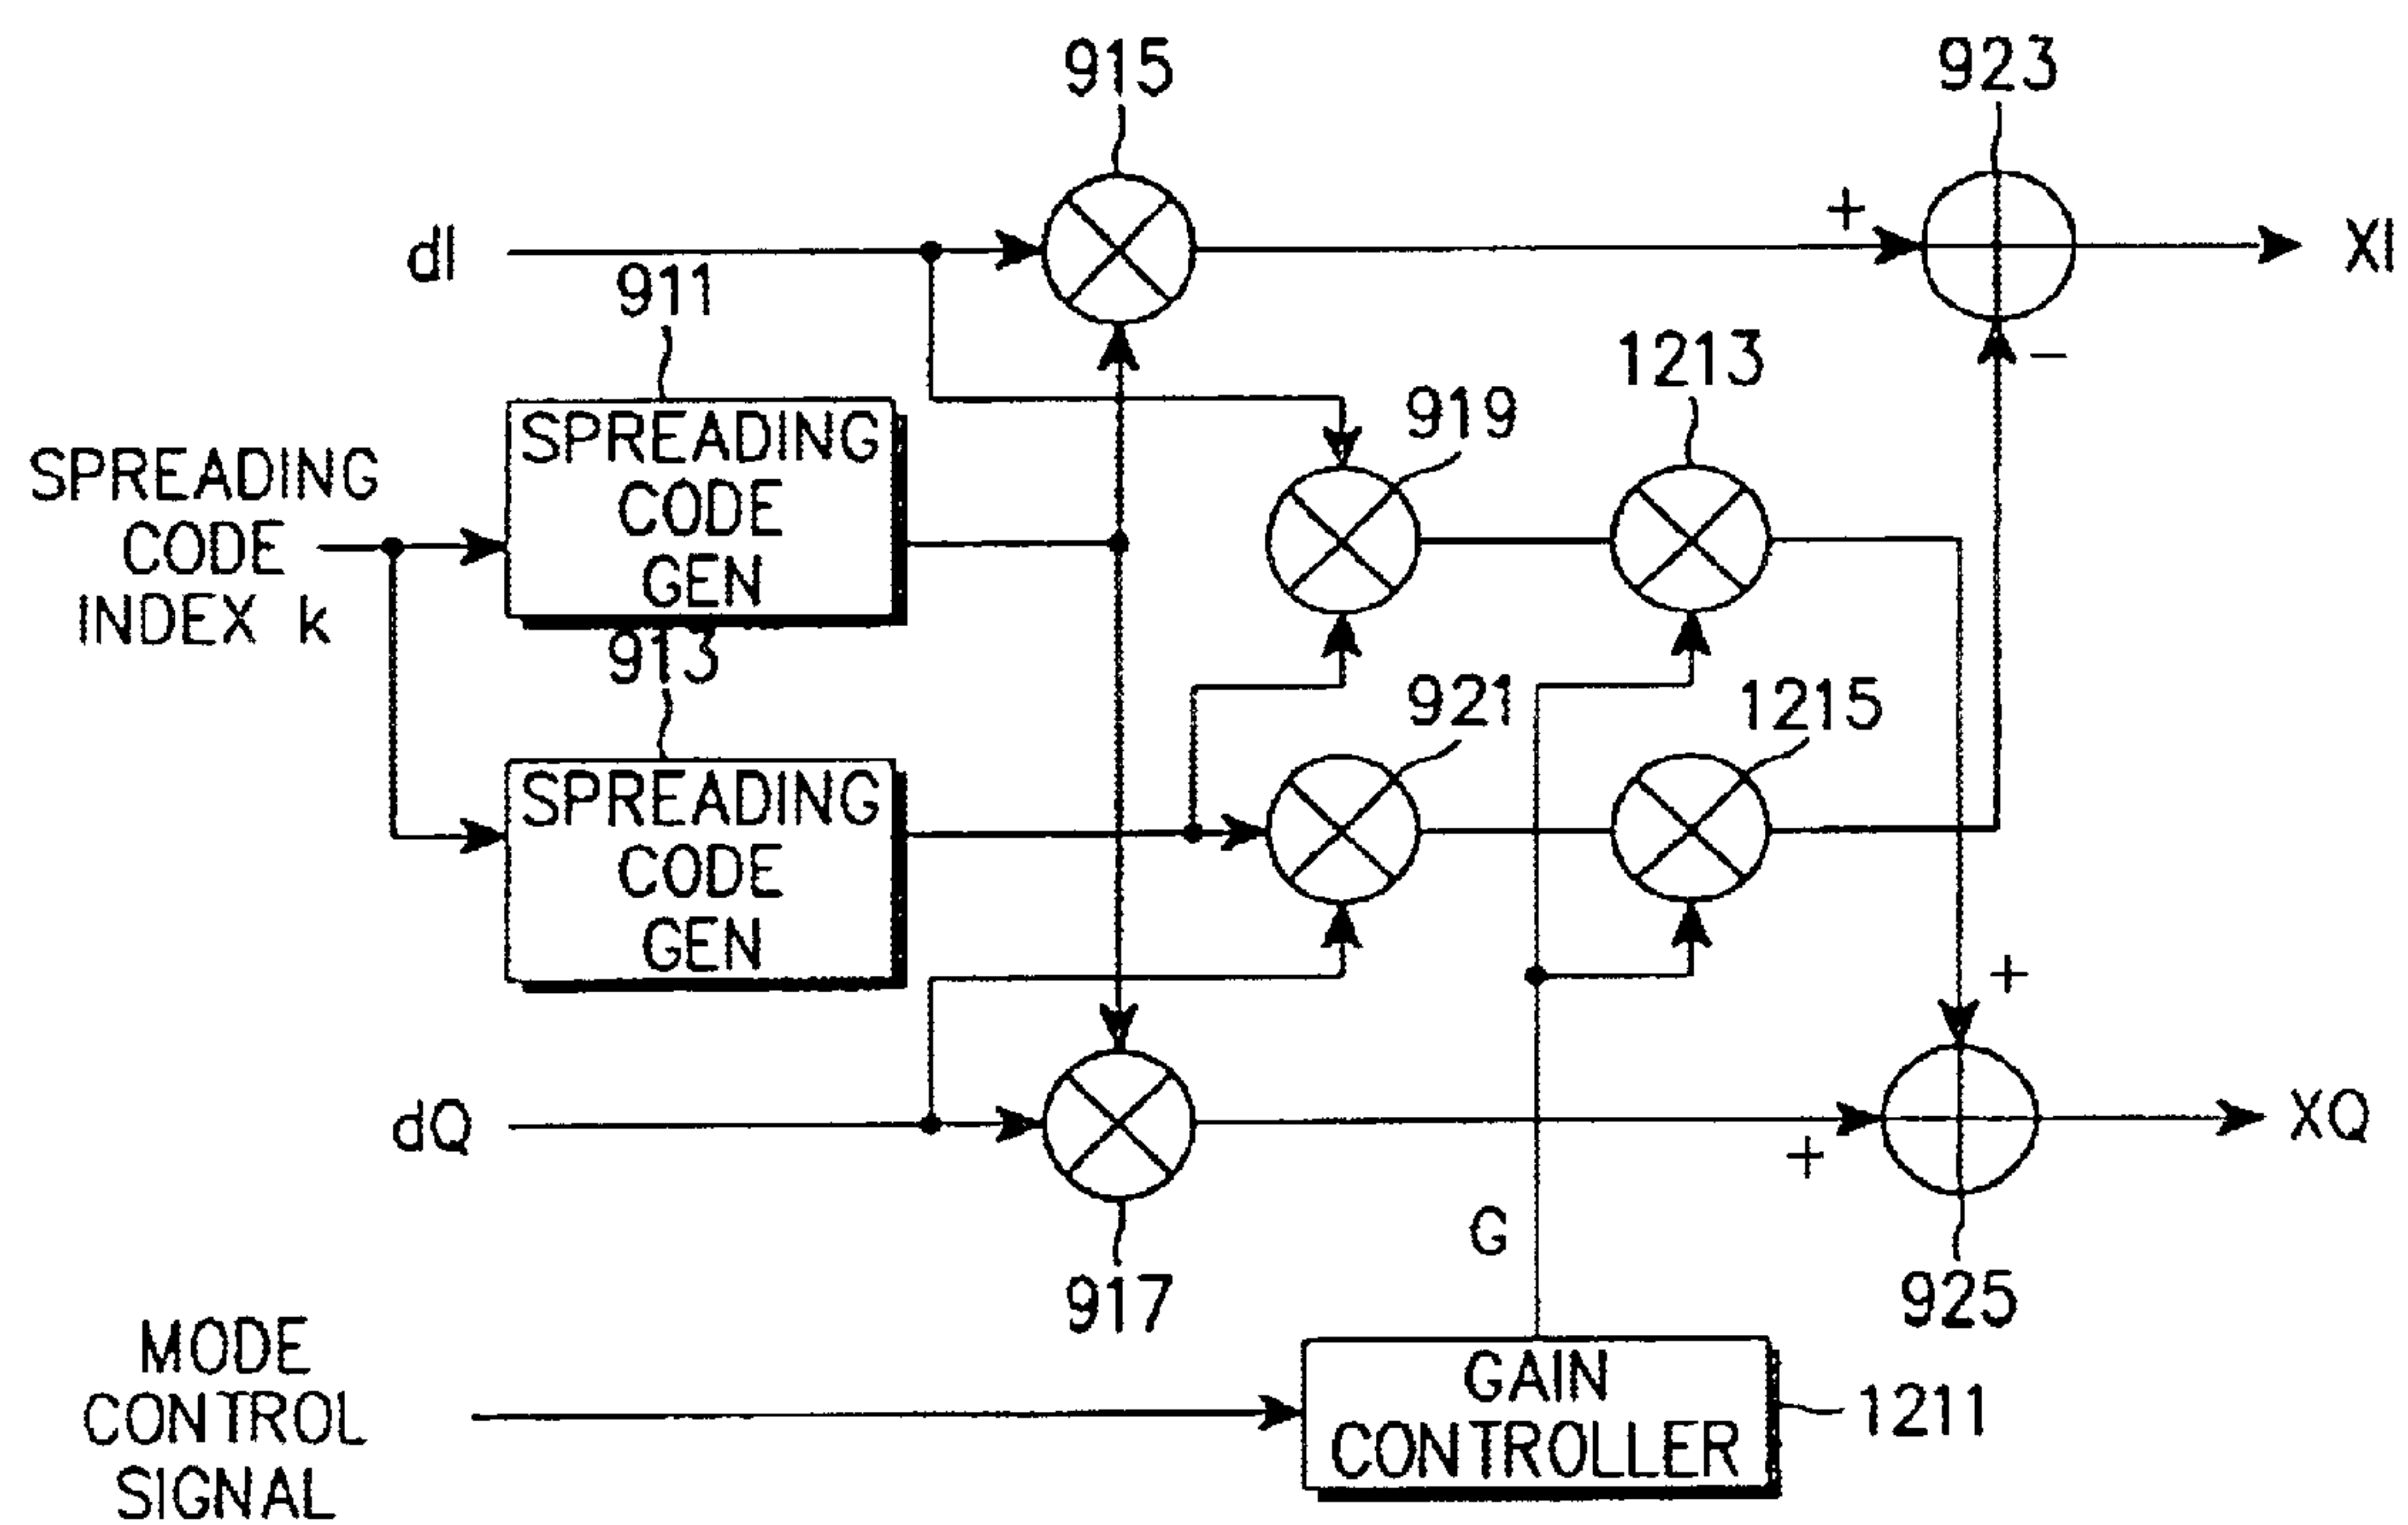 915
923
dI
+
XI
911
1213
−
919
SPREADING
CODE
INDEX k
SPREADING
CODE
GEN
913
921
1215
SPREADING
CODE
GEN
+
dQ
+
XQ
G
917
925
MODE
CONTROL
SIGNAL
GAIN
CONTROLLER
1211